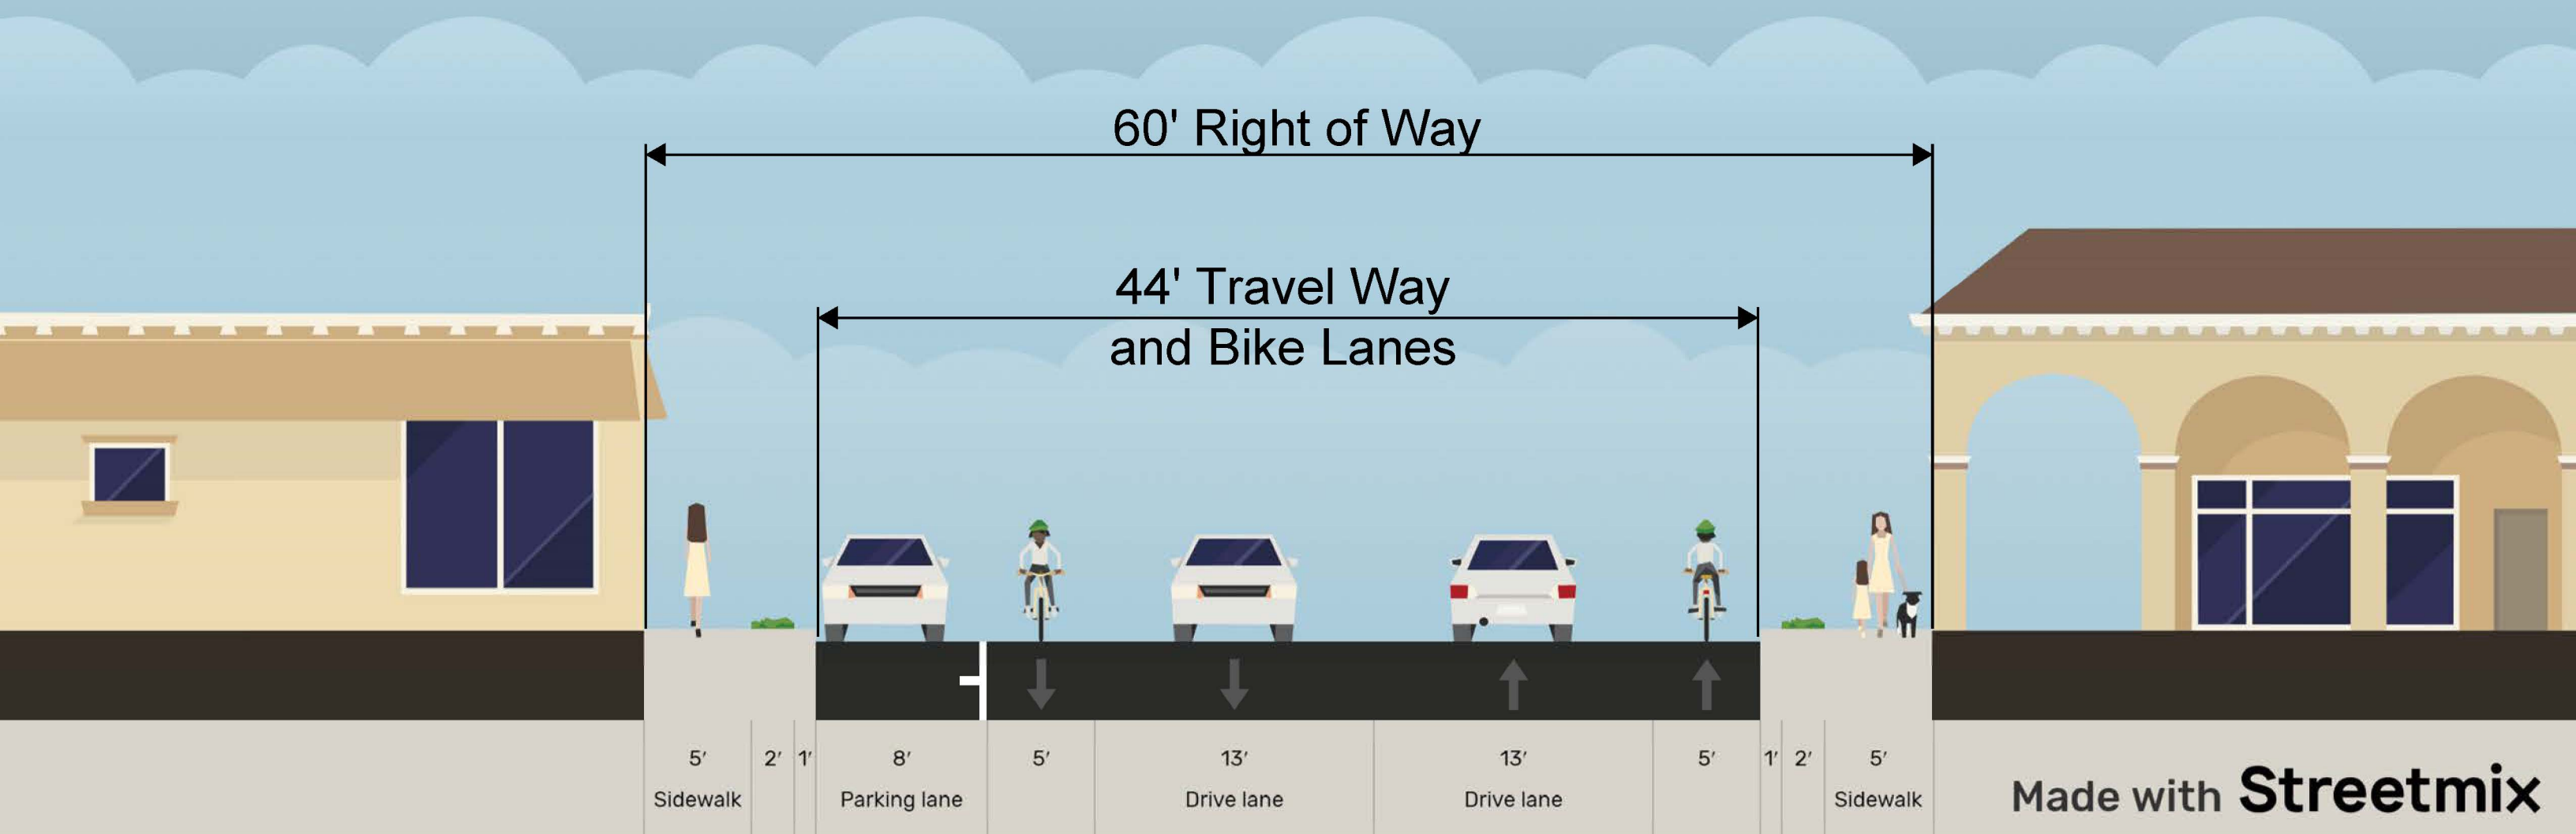 60' Right of Way
44' Travel Way
and Bike Lanes
5′ 2′ 1′ 8′ 5′ 13′ 13′ 5′ 1′ 2′ 5′
Sidewalk Parking lane Drive lane Drive lane Sidewalk
Made with Streetmix